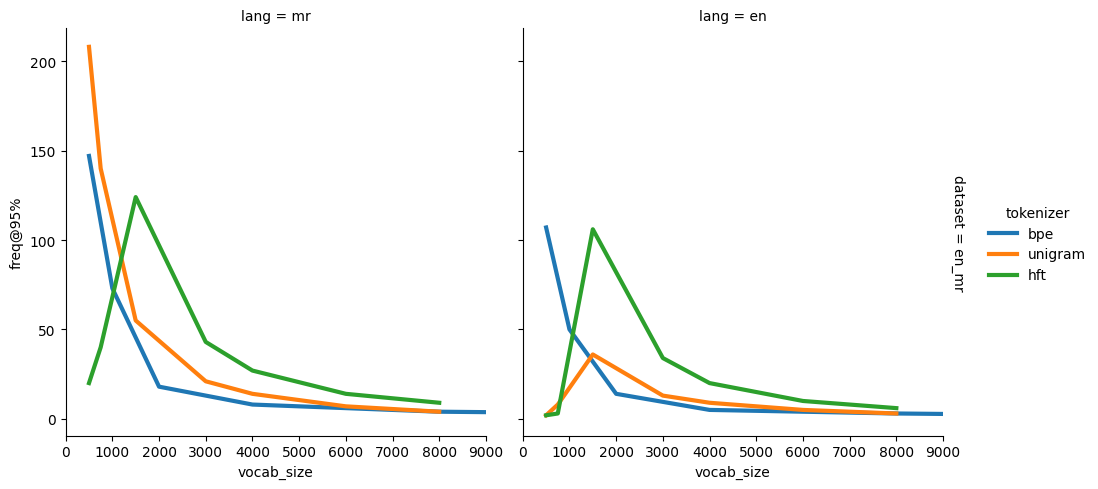 lang = mr
lang = en
freq@95%
200
150
100
50
0
0 1000 2000 3000 4000 5000 6000 7000 8000 9000
vocab_size
0 1000 2000 3000 4000 5000 6000 7000 8000 9000
vocab_size
dataset = en_mr
tokenizer
bpe
unigram
hft